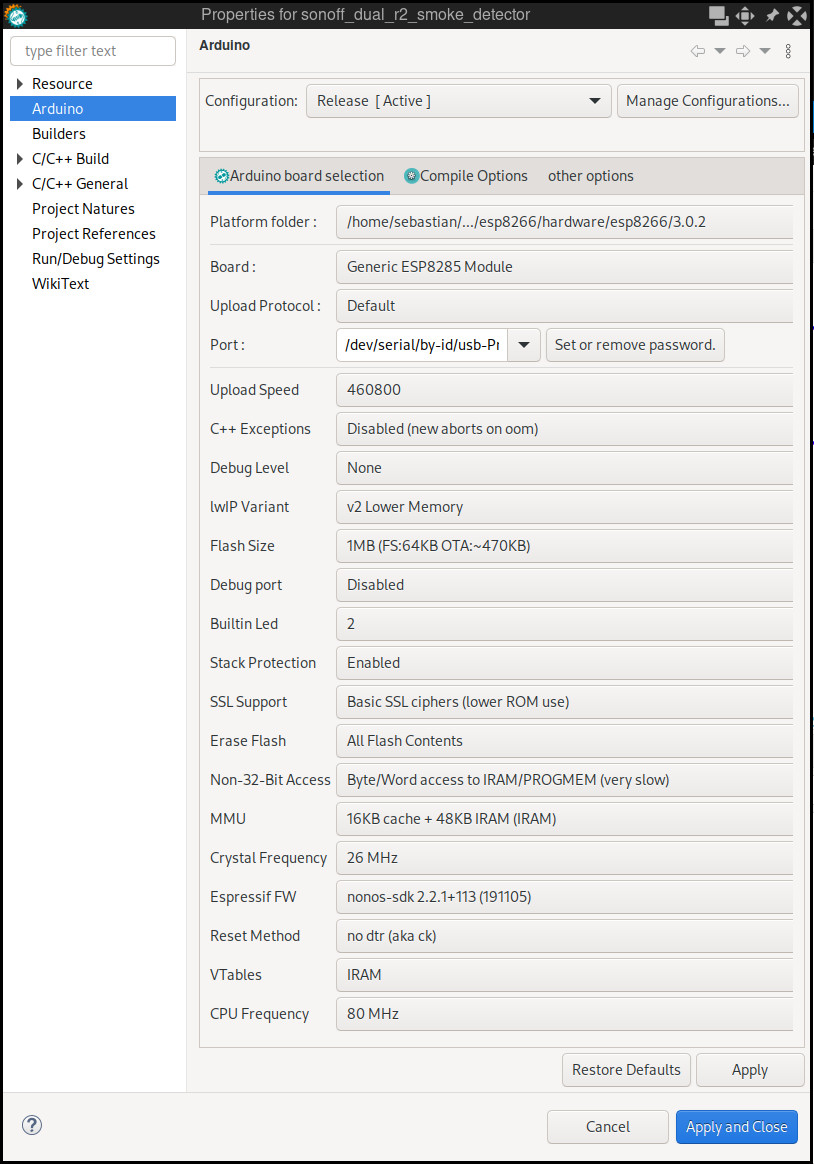 Properties for sonoff_dual_r2_smoke_detector
type filter text
Resource
Arduino
Builders
C/C++ Build
C/C++ General
Project Natures
Project References
Run/Debug Settings
WikiText
Arduino
Configuration: Release [ Active ] Manage Configurations...
Arduino board selection Compile Options other options
Platform folder : /home/sebastian/.../esp8266/hardware/esp8266/3.0.2
Board : Generic ESP8285 Module
Upload Protocol : Default
Port : /dev/serial/by-id/usb-Pr Set or remove password.
Upload Speed 460800
C++ Exceptions Disabled (new aborts on oom)
Debug Level None
lwIP Variant v2 Lower Memory
Flash Size 1MB (FS:64KB OTA:~470KB)
Debug port Disabled
Builtin Led 2
Stack Protection Enabled
SSL Support Basic SSL ciphers (lower ROM use)
Erase Flash All Flash Contents
Non-32-Bit Access Byte/Word access to IRAM/PROGMEM (very slow)
MMU 16KB cache + 48KB IRAM (IRAM)
Crystal Frequency 26 MHz
Espressif FW nonos-sdk 2.2.1+113 (191105)
Reset Method no dtr (aka ck)
VTables IRAM
CPU Frequency 80 MHz
Restore Defaults Apply
? Cancel Apply and Close